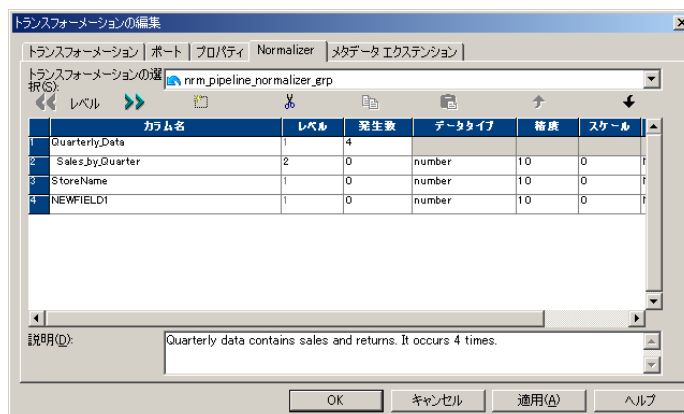 トランスフォーメーションの編集
トランスフォーメーション ポート プロパティ Normalizer メタデータ エクステンション
トランスフォーメーションの選択(S): nrm_pipeline_normalizer_grp
レベル
カラム名 レベル 発生数 データタイプ 精度 スケール
1 Quarterly_Data 1 4
2 Sales_by_Quarter 2 0 number 10 0
3 StoreName 1 0 number 10 0
4 NEWFIELD1 1 0 number 10 0
説明(D): Quarterly data contains sales and returns. It occurs 4 times.
OK キャンセル 適用(A) ヘルプ